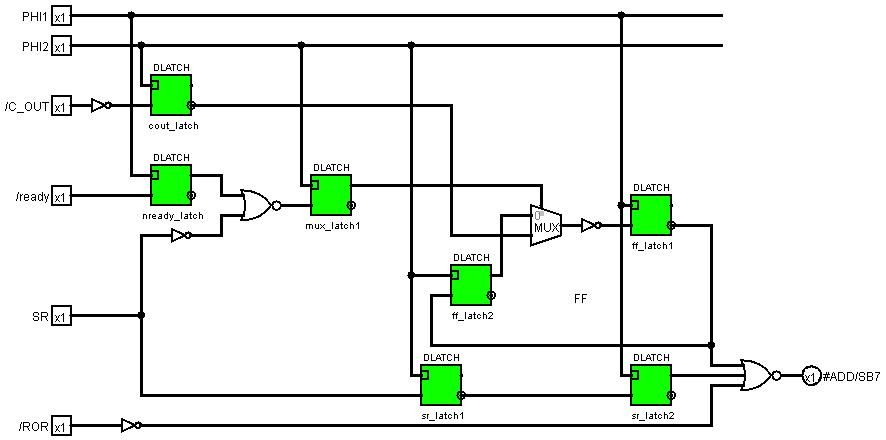 PHI1 x1
PHI2 x1
DLATCH
/C_OUT x1
cout_latch
DLATCH
DLATCH
DLATCH
/ready x1
nready_latch
mux_latch1
0
MUX
ff_latch1
DLATCH
FF
ff_latch2
SR x1
DLATCH
DLATCH
x1 #ADD/SB7
sr_latch1
sr_latch2
/ROR x1